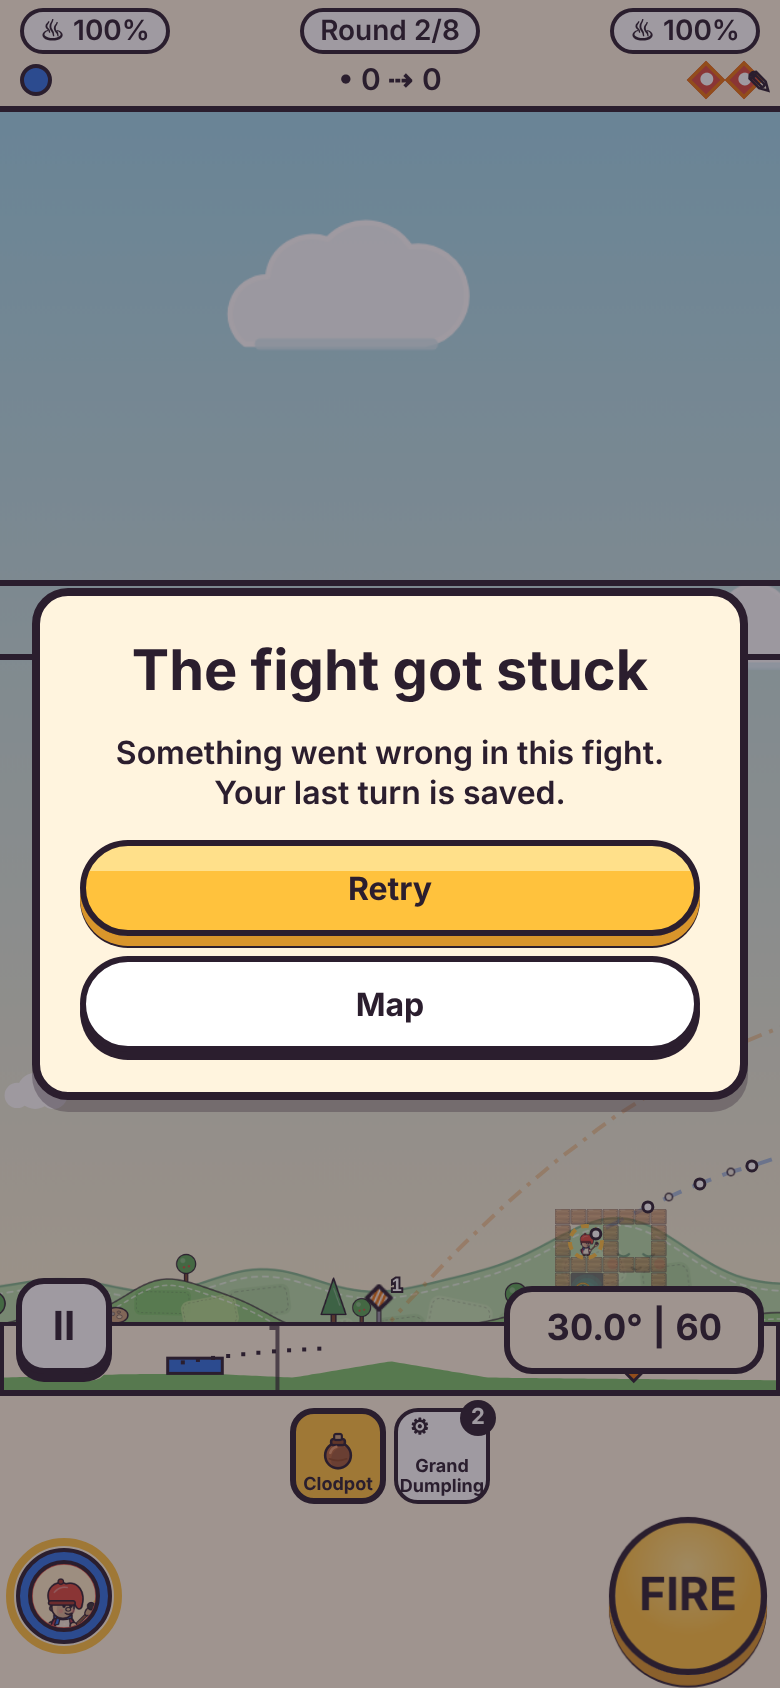 ♨ 100%
Round 2/8
♨ 100%
• 0 ⇢ 0
The fight got stuck
Something went wrong in this fight.
Your last turn is saved.
Retry
Map
1
30.0° | 60
2
Clodpot
Grand
Dumpling
FIRE